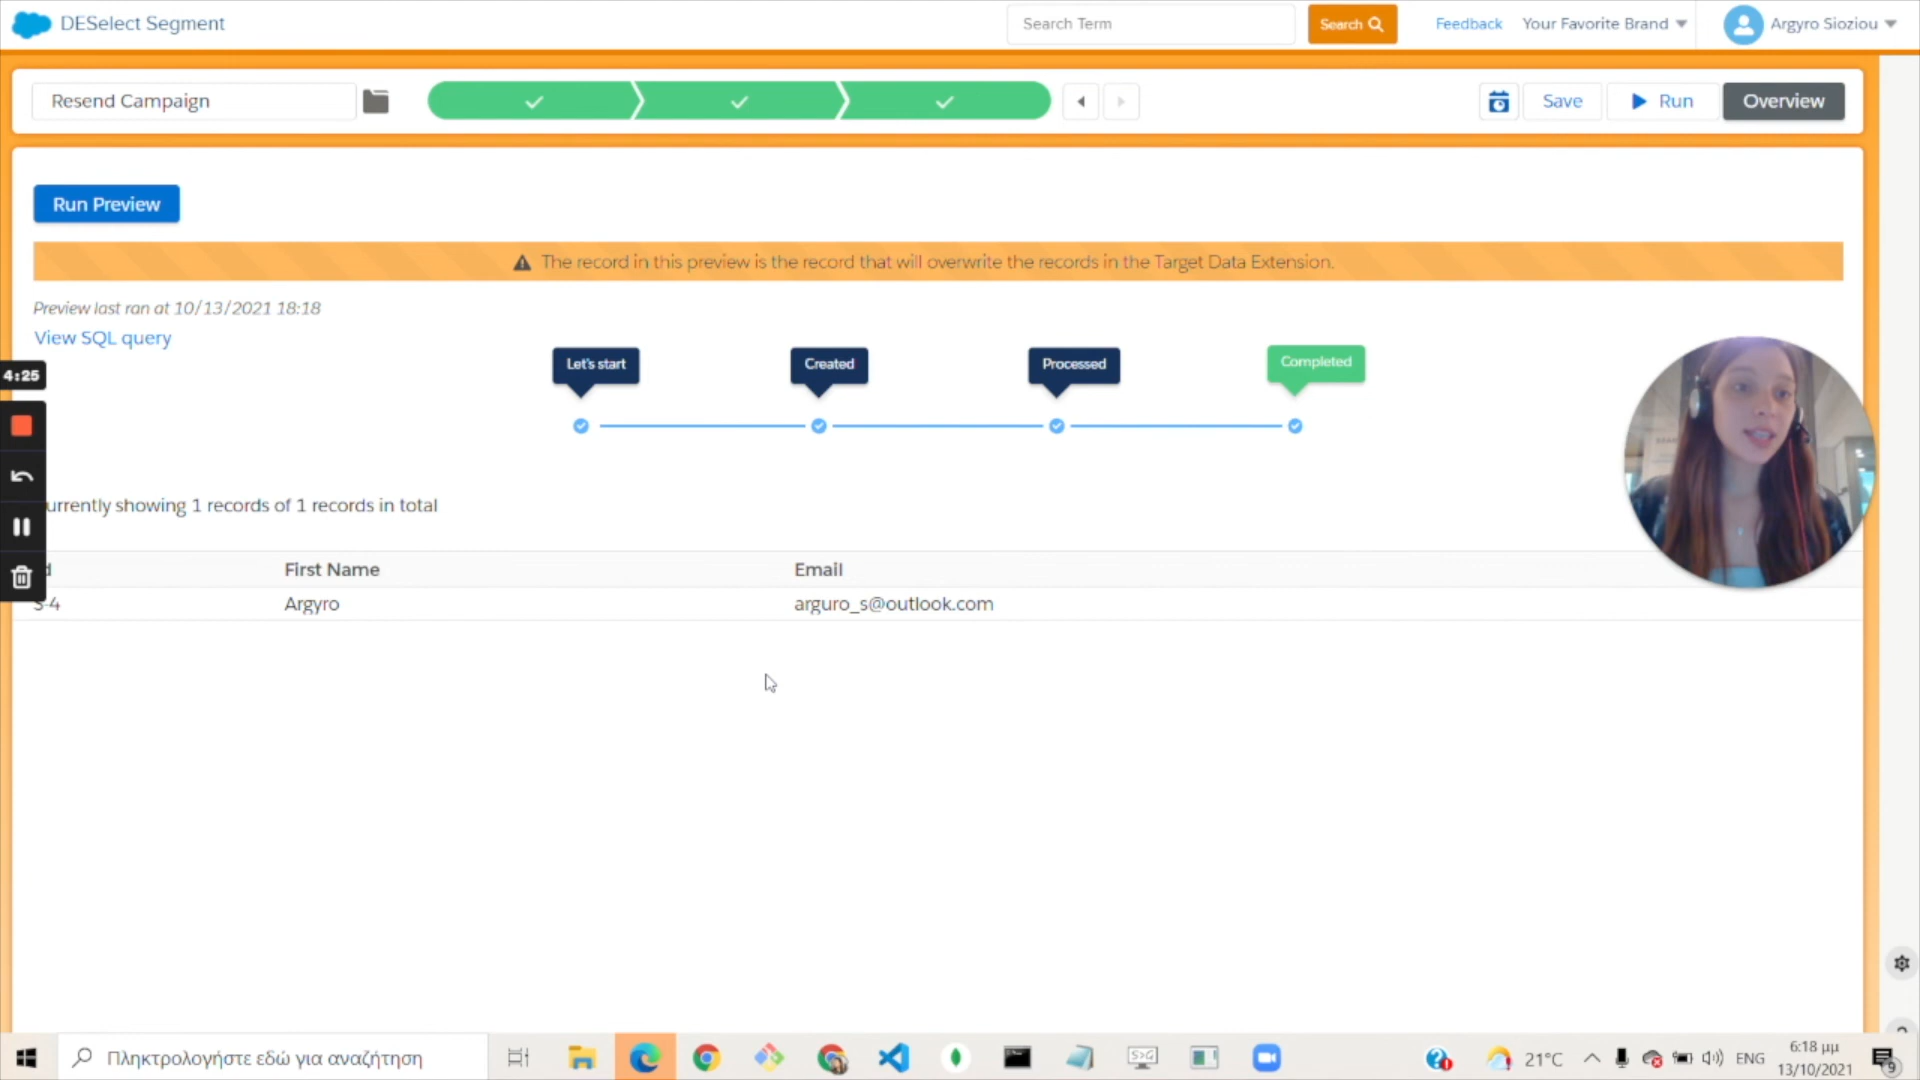 DESelect Segment
Search Term
Search
Feedback
Your Favorite Brand
Argyro Sioziou
Resend Campaign
Save
Run
Overview
Run Preview
The record in this preview is the record that will overwrite the records in the Target Data Extension.
Preview last ran at 10/13/2021 18:18
View SQL query
Let's start
Created
Processed
Completed
4:25
urrently showing 1 records of 1 records in total
d
First Name
Email
S-4
Argyro
arguro_s@outlook.com
Πληκτρολογήστε εδώ για αναζήτηση
21°C
ENG
6:18 μμ
13/10/2021
9